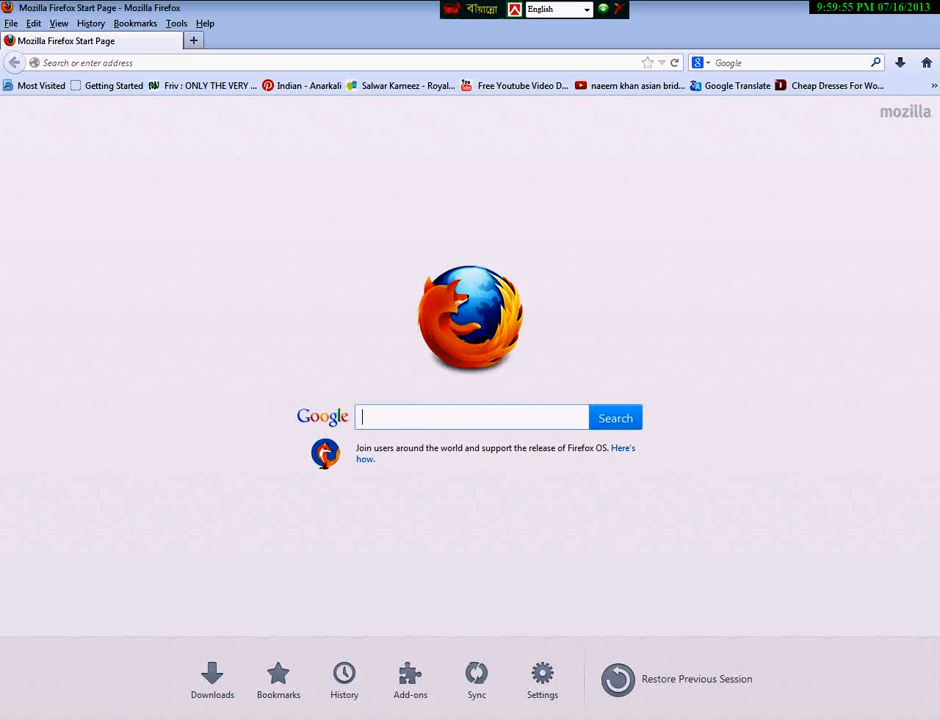 Mozilla Firefox Start Page - Mozilla Firefox
বাঁয়ান্নো English
9:59:55 PM 07/16/2013
File Edit View History Bookmarks Tools Help
Mozilla Firefox Start Page
Search or enter address
Google
Most Visited Getting Started Friv : ONLY THE VERY ... Indian - Anarkali Salwar Kameez - Royal... Free Youtube Video D... naeem khan asian brid... Google Translate Cheap Dresses For Wo...
mozilla
Google Search
Join users around the world and support the release of Firefox OS. Here's
how.
Downloads Bookmarks History Add-ons Sync Settings Restore Previous Session